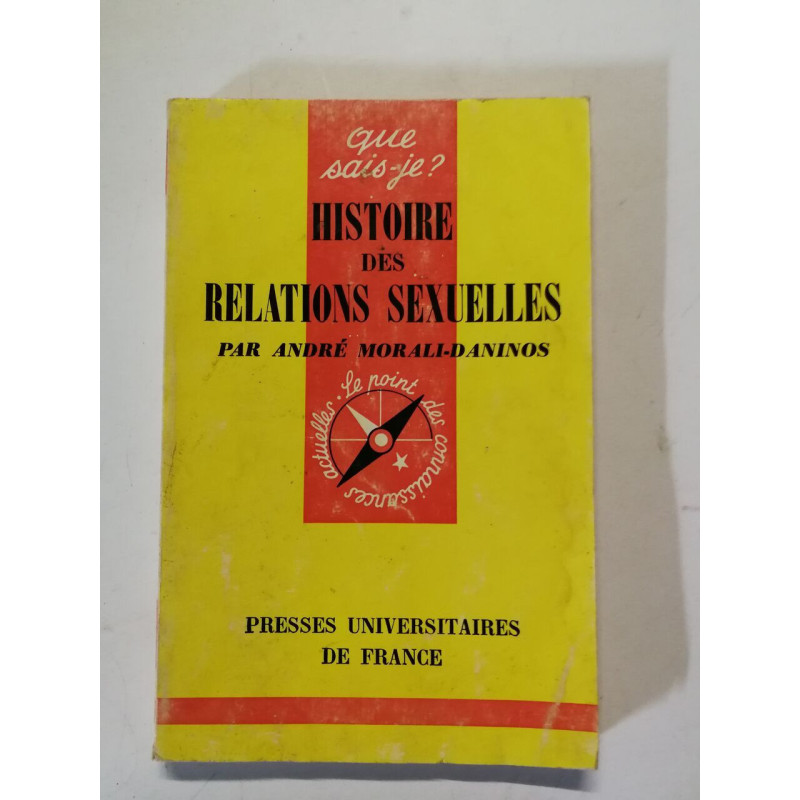 que
sais-je?
HISTOIRE
DES
RELATIONS SEXUELLES
PAR ANDRÉ MORALI-DANINOS
Le point des connaissances actuelles.
PRESSES UNIVERSITAIRES
DE FRANCE